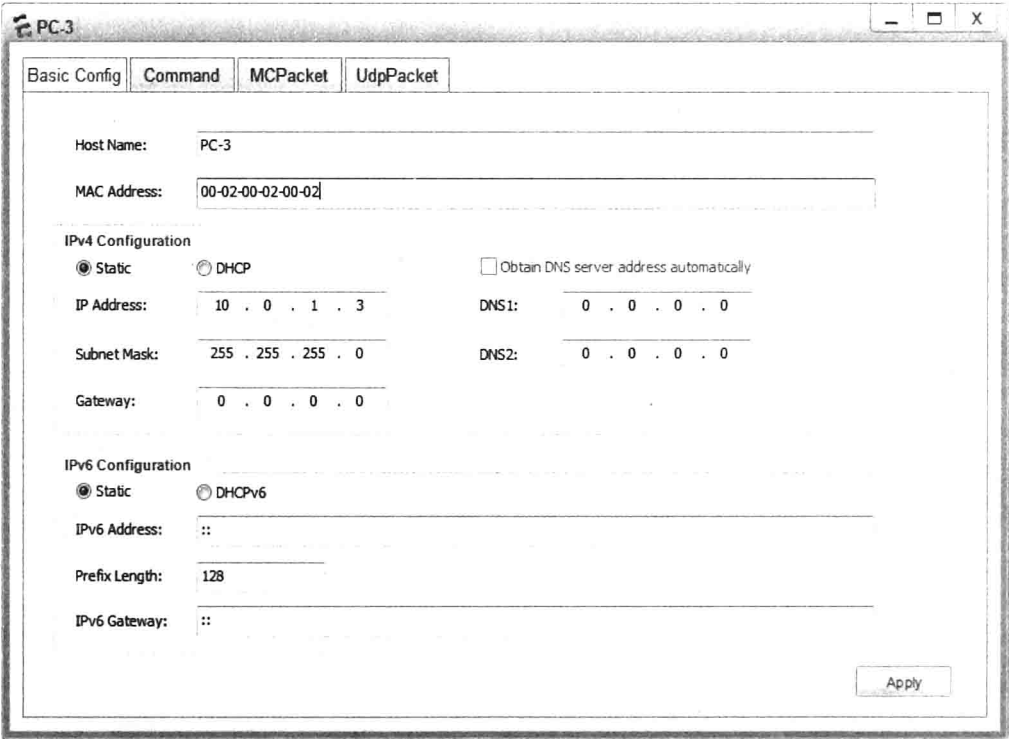 PC-3
X
Basic Config Command MCPacket UdpPacket
Host Name: PC-3
MAC Address: 00-02-00-02-00-02
IPv4 Configuration
Static DHCP Obtain DNS server address automatically
IP Address: 10 . 0 . 1 . 3 DNS1: 0 . 0 . 0 . 0
Subnet Mask: 255 . 255 . 255 . 0 DNS2: 0 . 0 . 0 . 0
Gateway: 0 . 0 . 0 . 0
IPv6 Configuration
Static DHCPv6
IPv6 Address: ::
Prefix Length: 128
IPv6 Gateway: ::
Apply